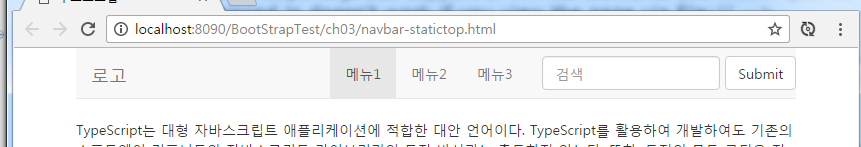 localhost:8090/BootStrapTest/ch03/navbar-statictop.html
로고 메뉴1 메뉴2 메뉴3 검색 Submit
TypeScript는 대형 자바스크립트 애플리케이션에 적합한 대안 언어이다. TypeScript를 활용하여 개발하여도 기존의